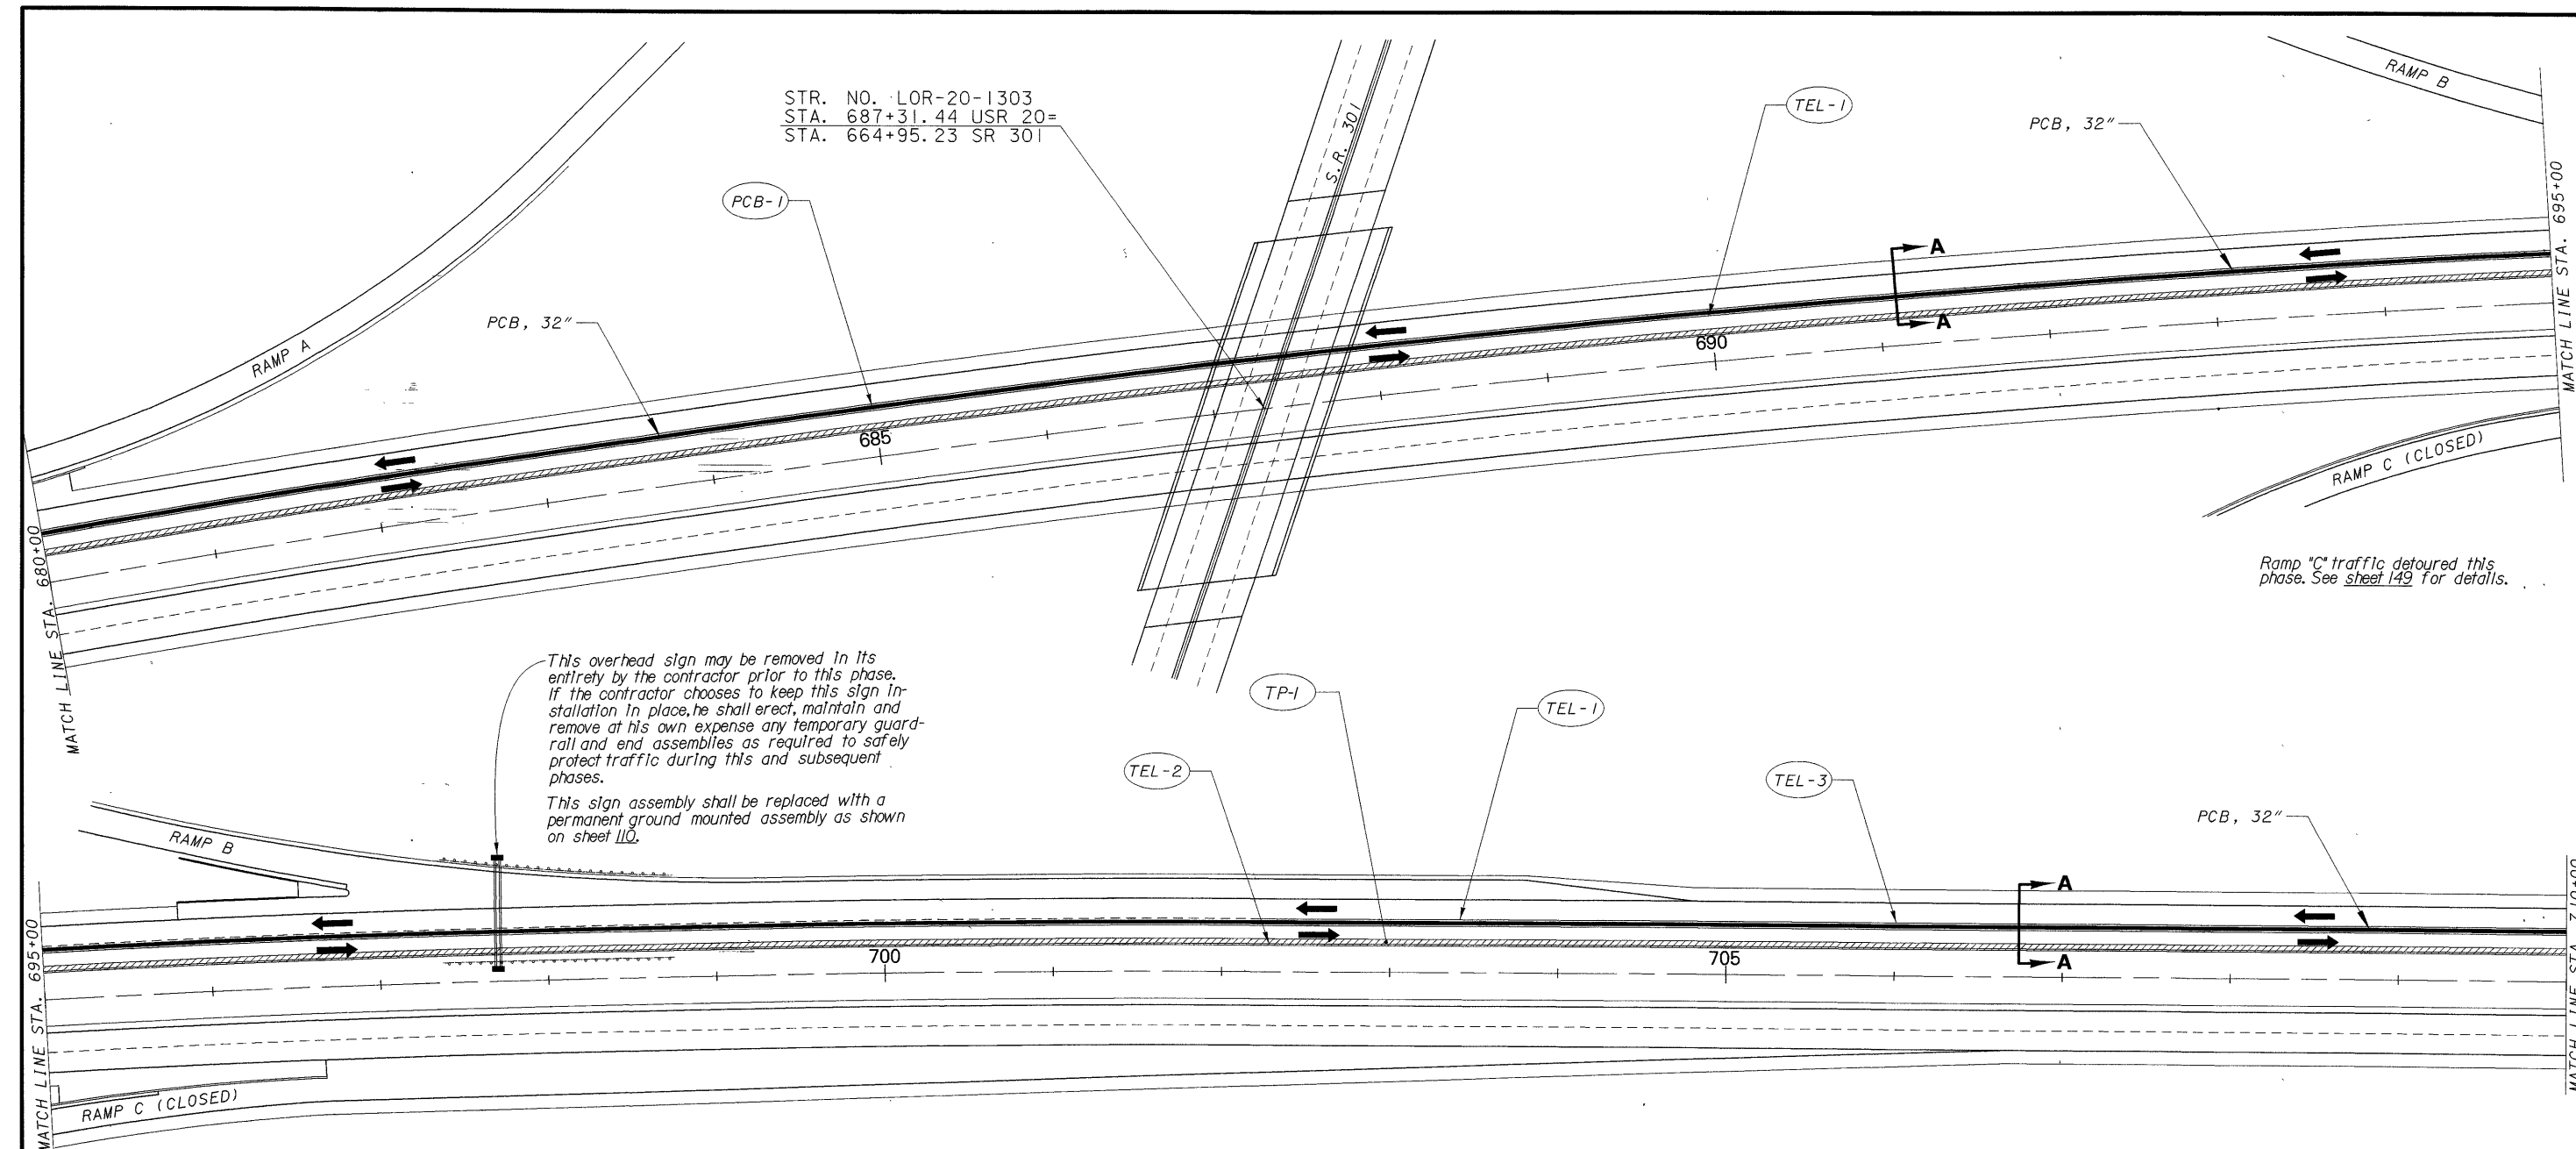 STR. NO. LOR-20-1303
STA. 687+31.44 USR 20=
STA. 664+95.23 SR 301
S.R. 301
TEL-1
PCB, 32"
RAMP B
PCB-1
PCB, 32"
RAMP A
A
A
685
690
MATCH LINE STA. 680+00
MATCH LINE STA. 695+00
RAMP C (CLOSED)
Ramp "C" traffic detoured this
phase. See sheet 149 for details.
This overhead sign may be removed in its
entirety by the contractor prior to this phase.
If the contractor chooses to keep this sign in-
stallation in place, he shall erect, maintain and
remove at his own expense any temporary guard-
rail and end assemblies as required to safely
protect traffic during this and subsequent
phases.
This sign assembly shall be replaced with a
permanent ground mounted assembly as shown
on sheet 110.
TP-1
TEL-1
TEL-2
TEL-3
PCB, 32"
RAMP B
A
A
700
705
MATCH LINE STA. 695+00
MATCH LINE STA. 710+00
RAMP C (CLOSED)